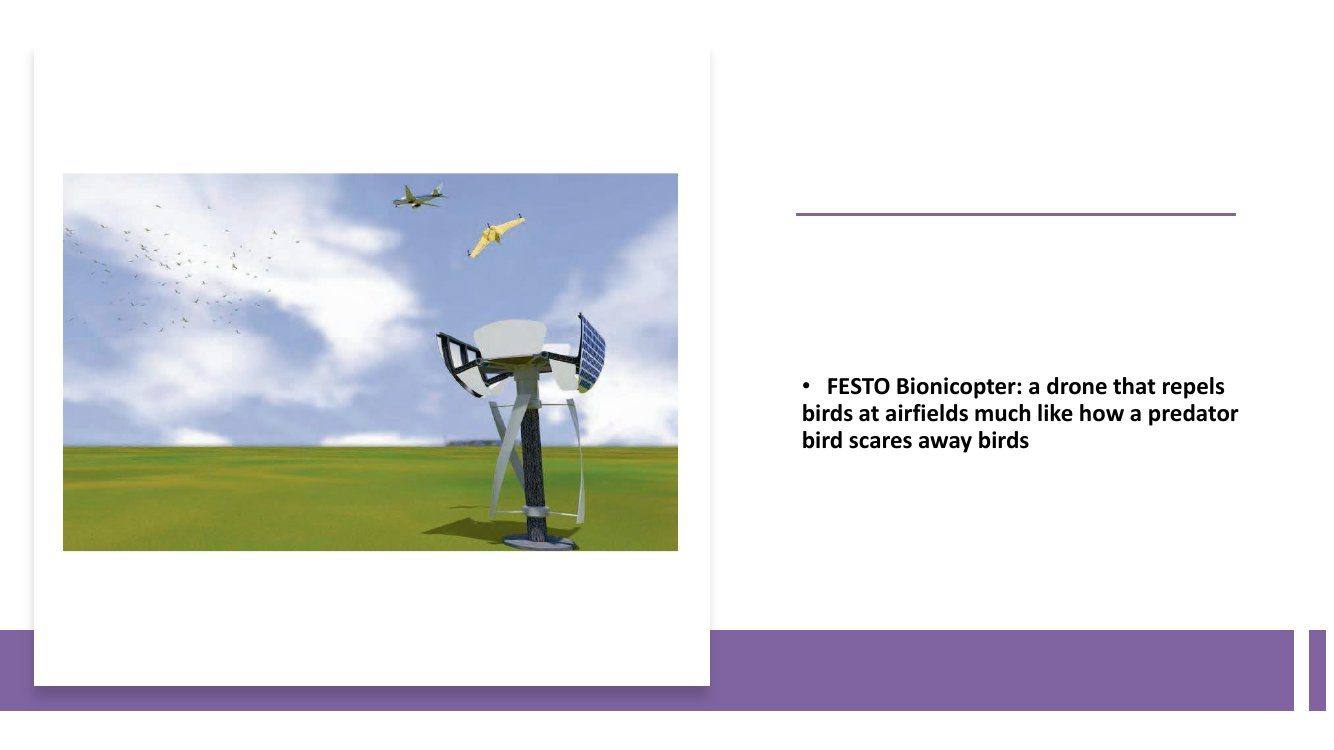 • FESTO Bionicopter: a drone that repels
birds at airfields much like how a predator
bird scares away birds